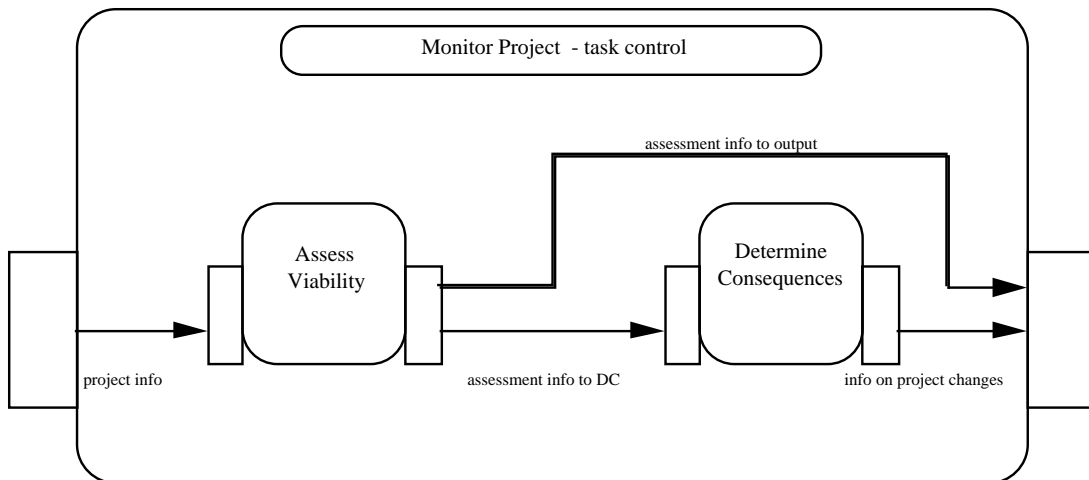 Monitor Project - task control
assessment info to output
Assess
Viability
Determine
Consequences
project info
assessment info to DC
info on project changes